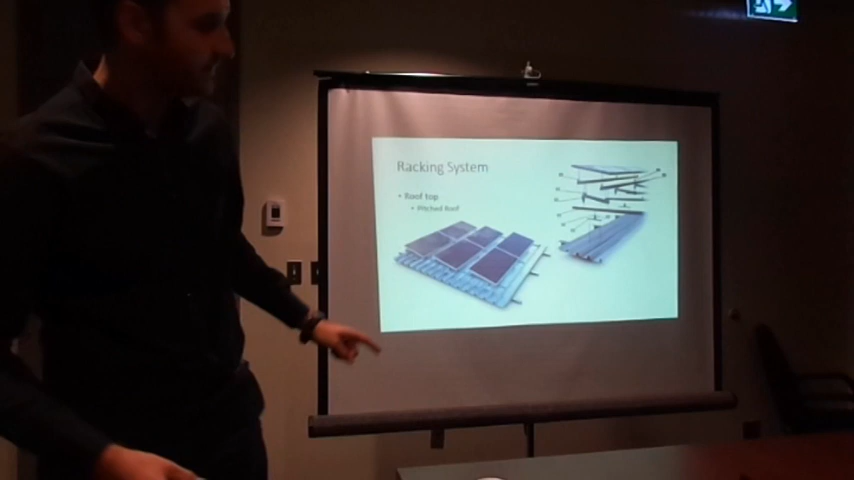 Racking System
• Roof top
• Pitched Roof